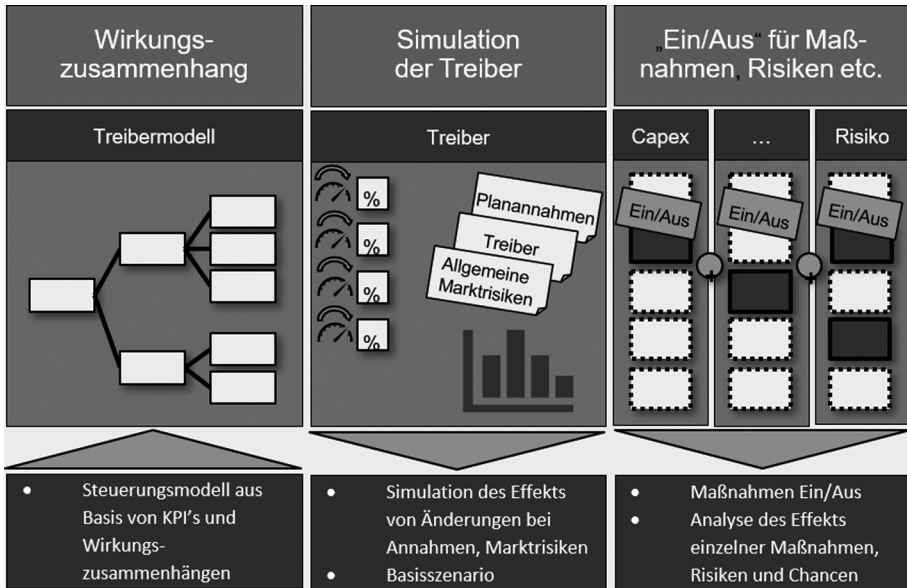 Wirkungs-
zusammenhang
Treibermodell
• Steuerungsmodell aus
Basis von KPI's und
Wirkungs-
zusammenhängen
Simulation
der Treiber
Treiber
%
%
%
%
Planannahmen
Treiber
Allgemeine
Marktrisiken
• Simulation des Effekts
von Änderungen bei
Annahmen, Marktrisiken
• Basisszenario
„Ein/Aus“ für Maß-
nahmen, Risiken etc.
Capex
...
Risiko
Ein/Aus
Ein/Aus
Ein/Aus
• Maßnahmen Ein/Aus
• Analyse des Effekts
einzelner Maßnahmen,
Risiken und Chancen